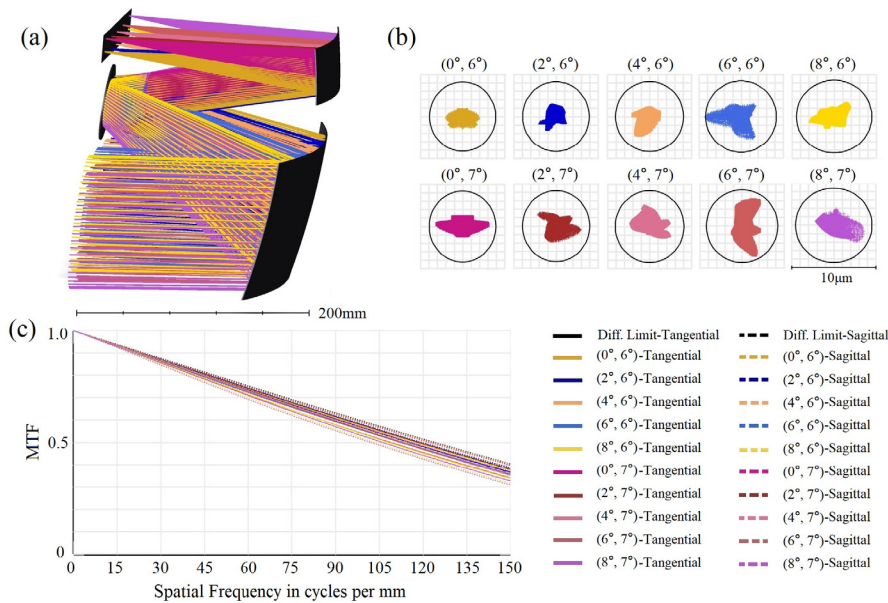 (a)
200mm
(b)
(0°, 6°) (2°, 6°) (4°, 6°) (6°, 6°) (8°, 6°)
(0°, 7°) (2°, 7°) (4°, 7°) (6°, 7°) (8°, 7°)
10μm
(c)
1.0
0.5
0
MTF
0 15 30 45 60 75 90 105 120 135 150
Spatial Frequency in cycles per mm
Diff. Limit-Tangential Diff. Limit-Sagittal
(0°, 6°)-Tangential (0°, 6°)-Sagittal
(2°, 6°)-Tangential (2°, 6°)-Sagittal
(4°, 6°)-Tangential (4°, 6°)-Sagittal
(6°, 6°)-Tangential (6°, 6°)-Sagittal
(8°, 6°)-Tangential (8°, 6°)-Sagittal
(0°, 7°)-Tangential (0°, 7°)-Sagittal
(2°, 7°)-Tangential (2°, 7°)-Sagittal
(4°, 7°)-Tangential (4°, 7°)-Sagittal
(6°, 7°)-Tangential (6°, 7°)-Sagittal
(8°, 7°)-Tangential (8°, 7°)-Sagittal